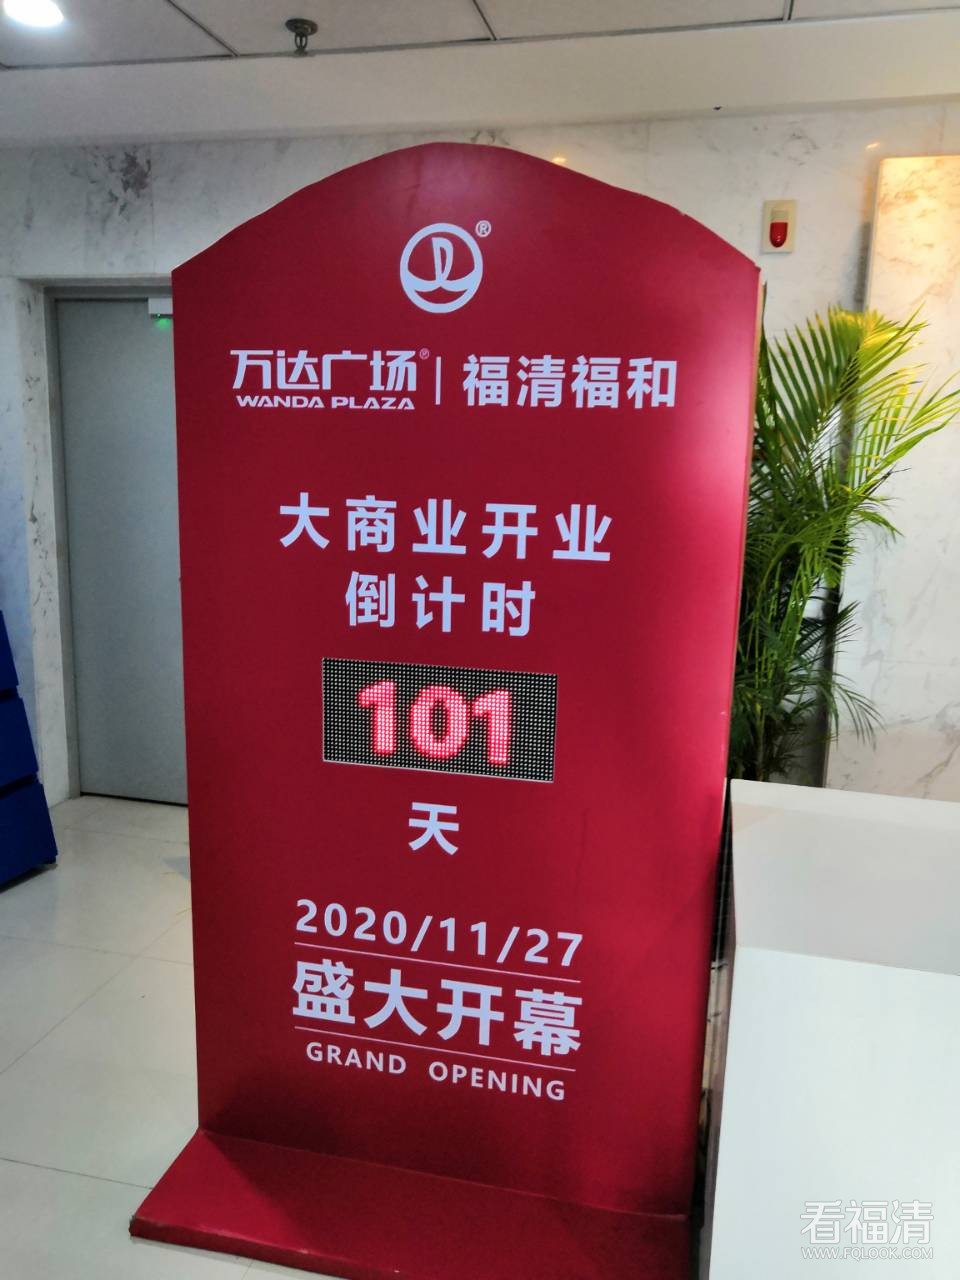 ®
万达广场® | 福清福和
WANDA PLAZA
大商业开业
倒计时
101
天
2020/11/27
盛大开幕
GRAND OPENING
看福清
WWW.FQLOOK.COM